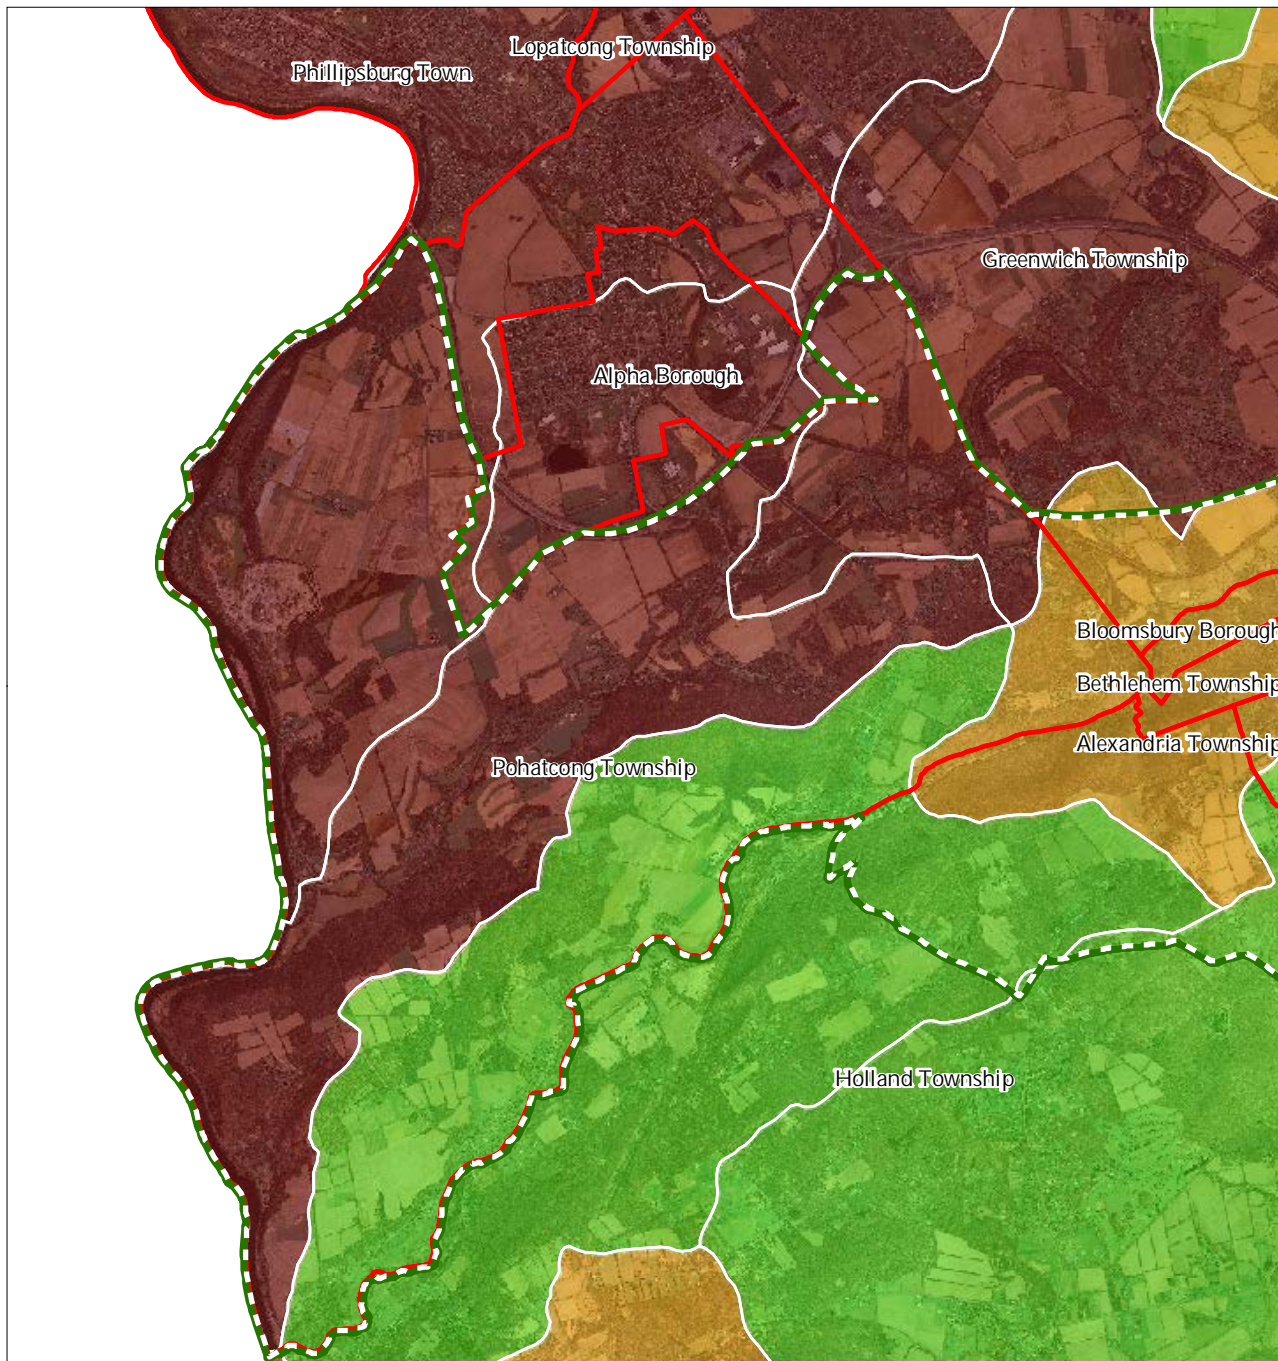 Lopatcong Township
Phillipsburg Town
Greenwich Township
Alpha Borough
Bloomsbury Borough
Bethlehem Township
Alexandria Township
Pohatcong Township
Holland Township